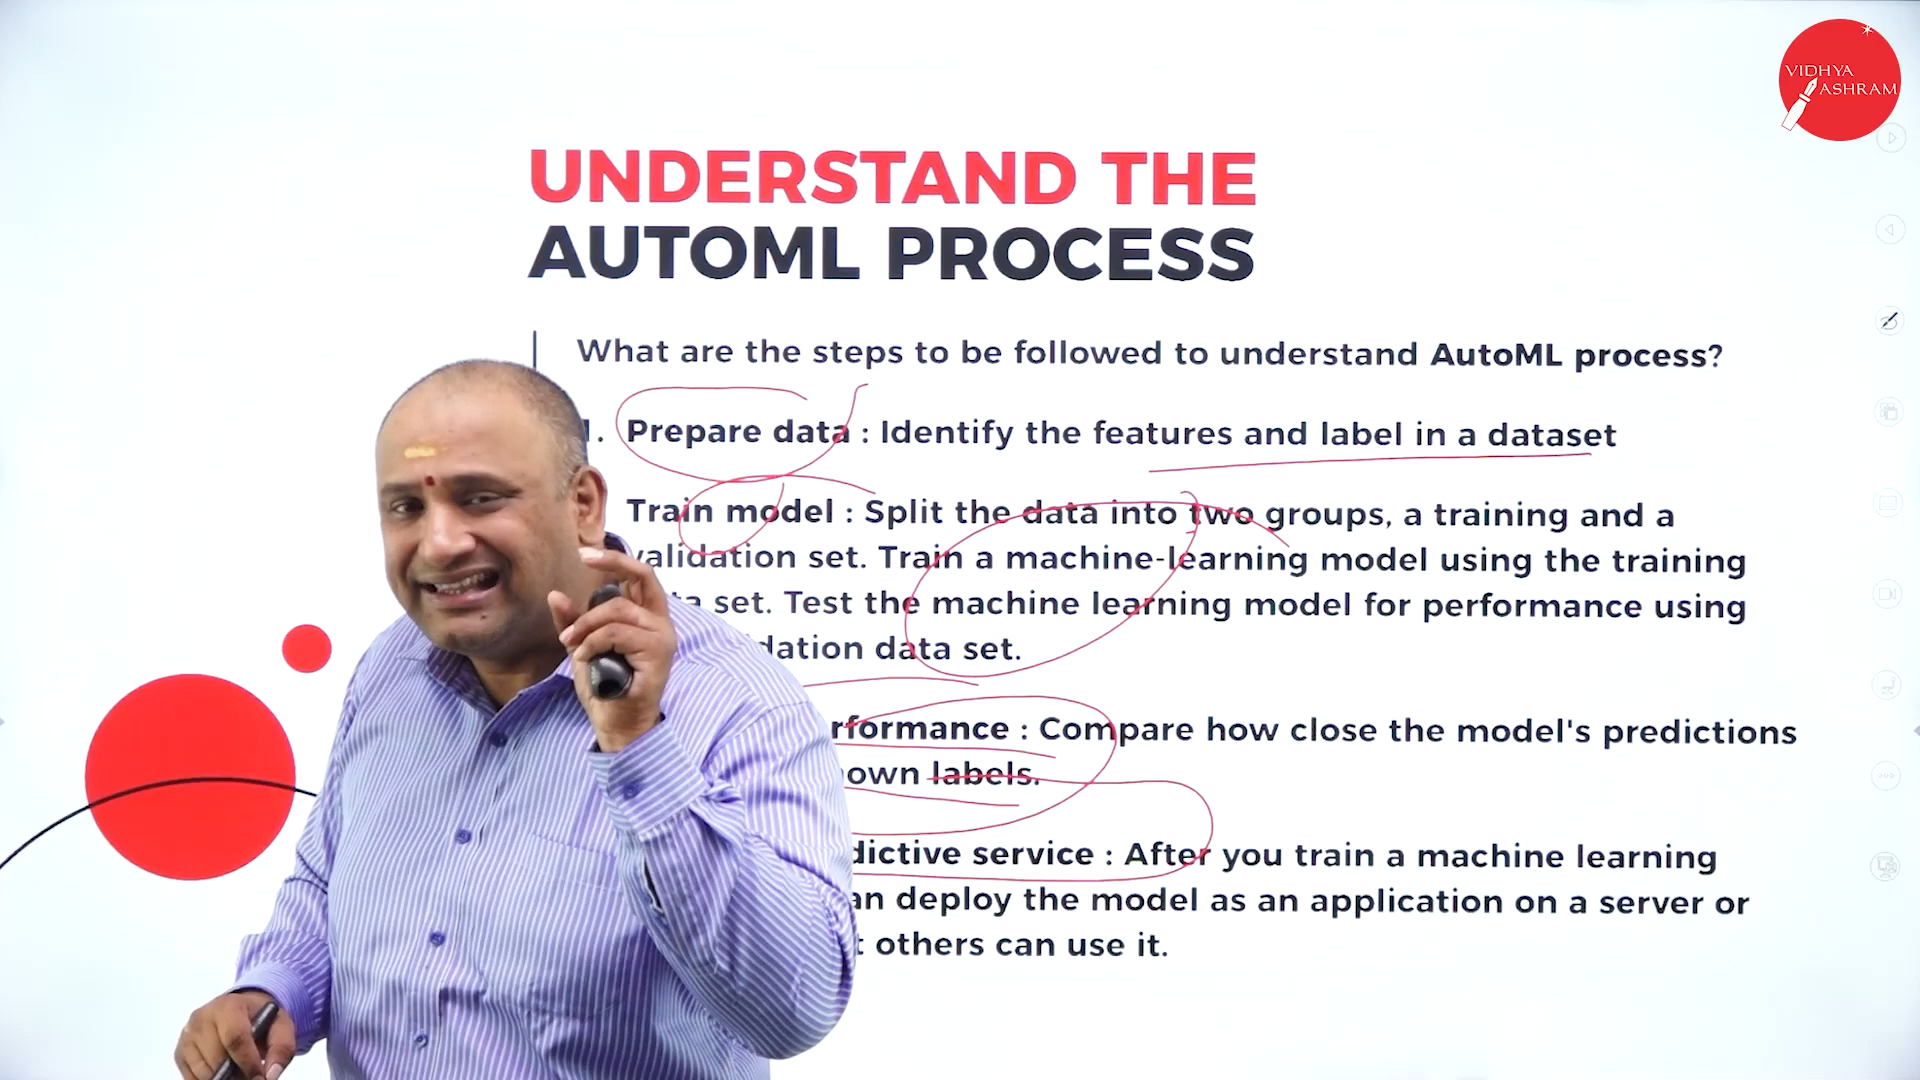 VIDHYA
ASHRAM
UNDERSTAND THE
AUTOML PROCESS
What are the steps to be followed to understand AutoML process?
1. Prepare data : Identify the features and label in a dataset
Train model : Split the data into two groups, a training and a
validation set. Train a machine-learning model using the training
set. Test the machine learning model for performance using
data set.
: Compare how close the model's predictions
labels.
service : After you train a machine learning
deploy the model as an application on a server or
others can use it.